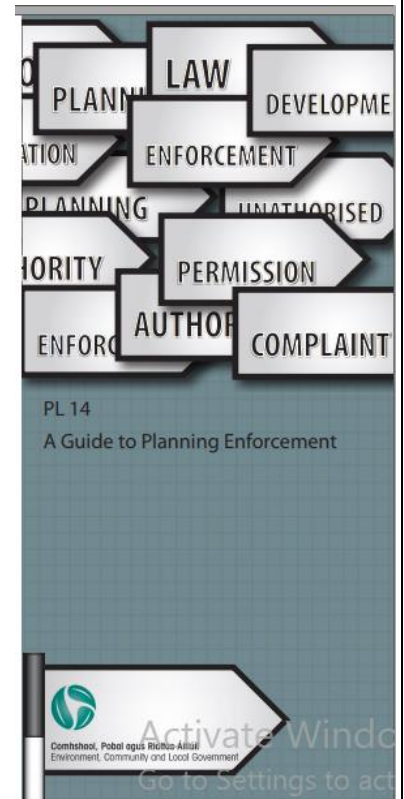 LAW
PLANN
DEVELOPME
ATION
ENFORCEMENT
PLANNING
UNATHORISED
HORITY
PERMISSION
AUTHOR
ENFORC
COMPLAINT
PL 14
A Guide to Planning Enforcement
Comhshaol, Pobal agus Rialtas Áitiúil
Environment, Community and Local Government
Activate Windo
Go to Settings to act